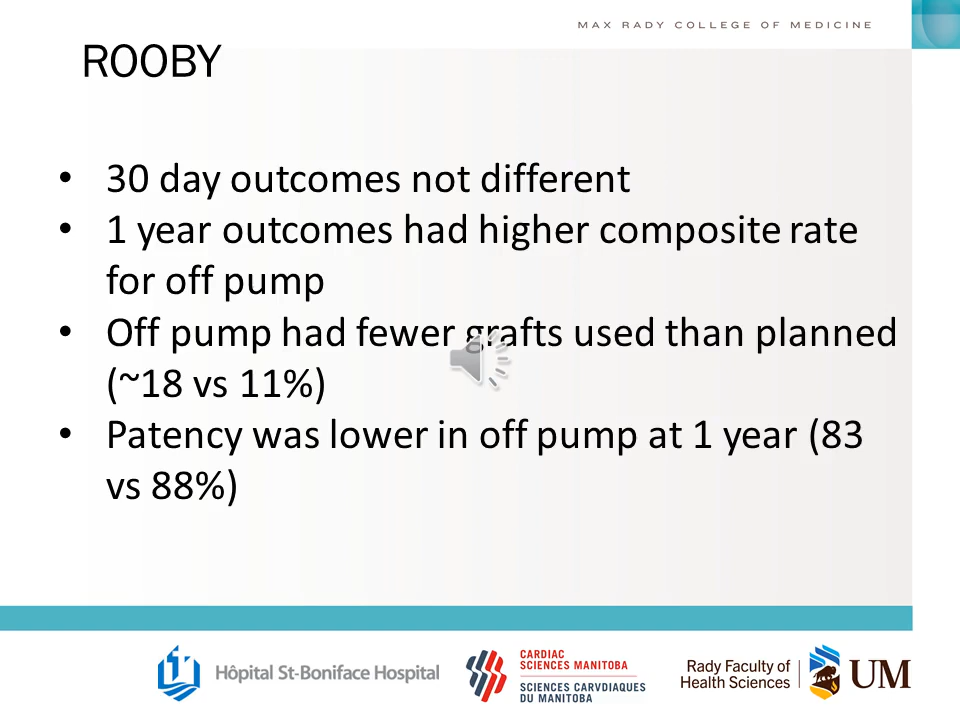 MAX RADY COLLEGE OF MEDICINE
ROOBY
• 30 day outcomes not different
• 1 year outcomes had higher composite rate
for off pump
• Off pump had fewer grafts used than planned
(~18 vs 11%)
• Patency was lower in off pump at 1 year (83
vs 88%)
Hôpital St-Boniface Hospital
CARDIAC
SCIENCES MANITOBA
SCIENCES CARVDIAQUES
DU MANITOBA
Rady Faculty of
Health Sciences
UM